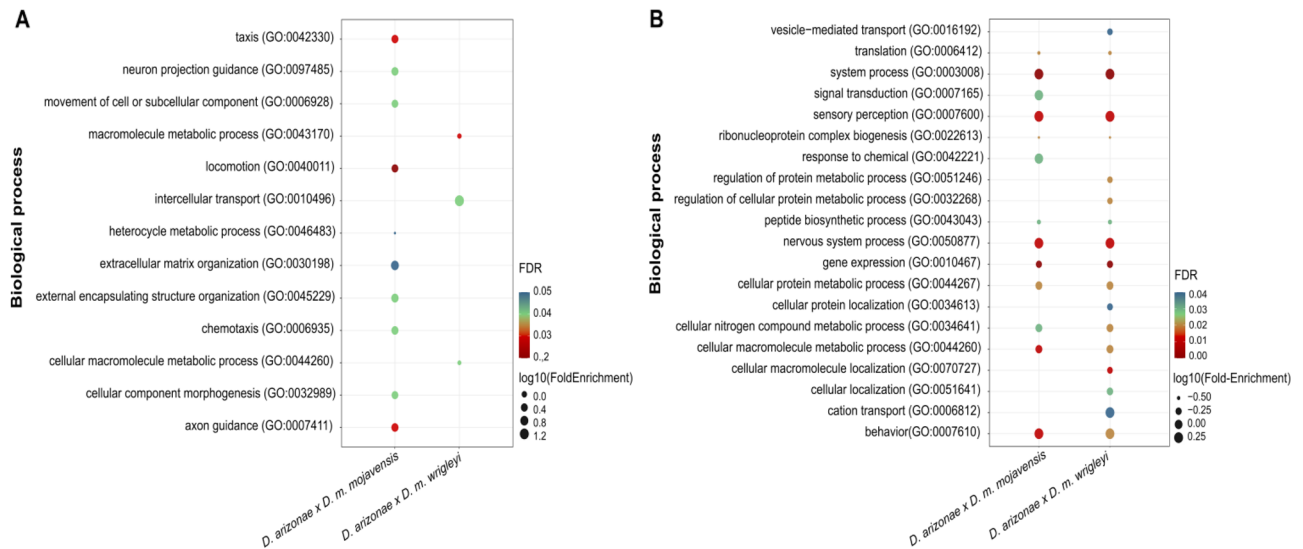 A
Biological process
taxis (GO:0042330)
neuron projection guidance (GO:0097485)
movement of cell or subcellular component (GO:0006928)
macromolecule metabolic process (GO:0043170)
locomotion (GO:0040011)
intercellular transport (GO:0010496)
heterocycle metabolic process (GO:0046483)
extracellular matrix organization (GO:0030198)
external encapsulating structure organization (GO:0045229)
chemotaxis (GO:0006935)
cellular macromolecule metabolic process (GO:0044260)
cellular component morphogenesis (GO:0032989)
axon guidance (GO:0007411)
D. arizonae x D. m. mojavensis
D. arizonae x D. m. wrigleyi
FDR
0.05
0.04
0.03
0.,2
log10(FoldEnrichment)
0.0
0.4
0.8
1.2
B
Biological process
vesicle−mediated transport (GO:0016192)
translation (GO:0006412)
system process (GO:0003008)
signal transduction (GO:0007165)
sensory perception (GO:0007600)
ribonucleoprotein complex biogenesis (GO:0022613)
response to chemical (GO:0042221)
regulation of protein metabolic process (GO:0051246)
regulation of cellular protein metabolic process (GO:0032268)
peptide biosynthetic process (GO:0043043)
nervous system process (GO:0050877)
gene expression (GO:0010467)
cellular protein metabolic process (GO:0044267)
cellular protein localization (GO:0034613)
cellular nitrogen compound metabolic process (GO:0034641)
cellular macromolecule metabolic process (GO:0044260)
cellular macromolecule localization (GO:0070727)
cellular localization (GO:0051641)
cation transport (GO:0006812)
behavior(GO:0007610)
D. arizonae x D. m. mojavensis
D. arizonae x D. m. wrigleyi
FDR
0.04
0.03
0.02
0.01
0.00
log10(Fold-Enrichment)
−0.50
−0.25
0.00
0.25